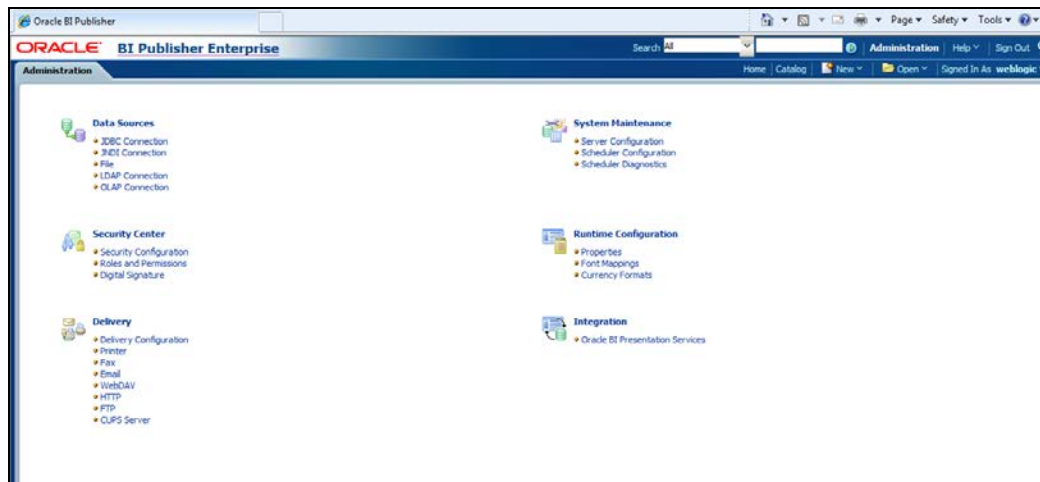 Oracle BI Publisher
Page Safety Tools
ORACLE BI Publisher Enterprise
Search All Administration Help Sign Out
Administration
Home Catalog New Open Signed In As weblogic
Data Sources
JDBC Connection
JNDI Connection
File
LDAP Connection
OLAP Connection
System Maintenance
Server Configuration
Scheduler Configuration
Scheduler Diagnostics
Security Center
Security Configuration
Roles and Permissions
Digital Signature
Runtime Configuration
Properties
Font Mappings
Currency Formats
Delivery
Delivery Configuration
Printer
Fax
Email
WebDAV
HTTP
FTP
CUPS Server
Integration
Oracle BI Presentation Services